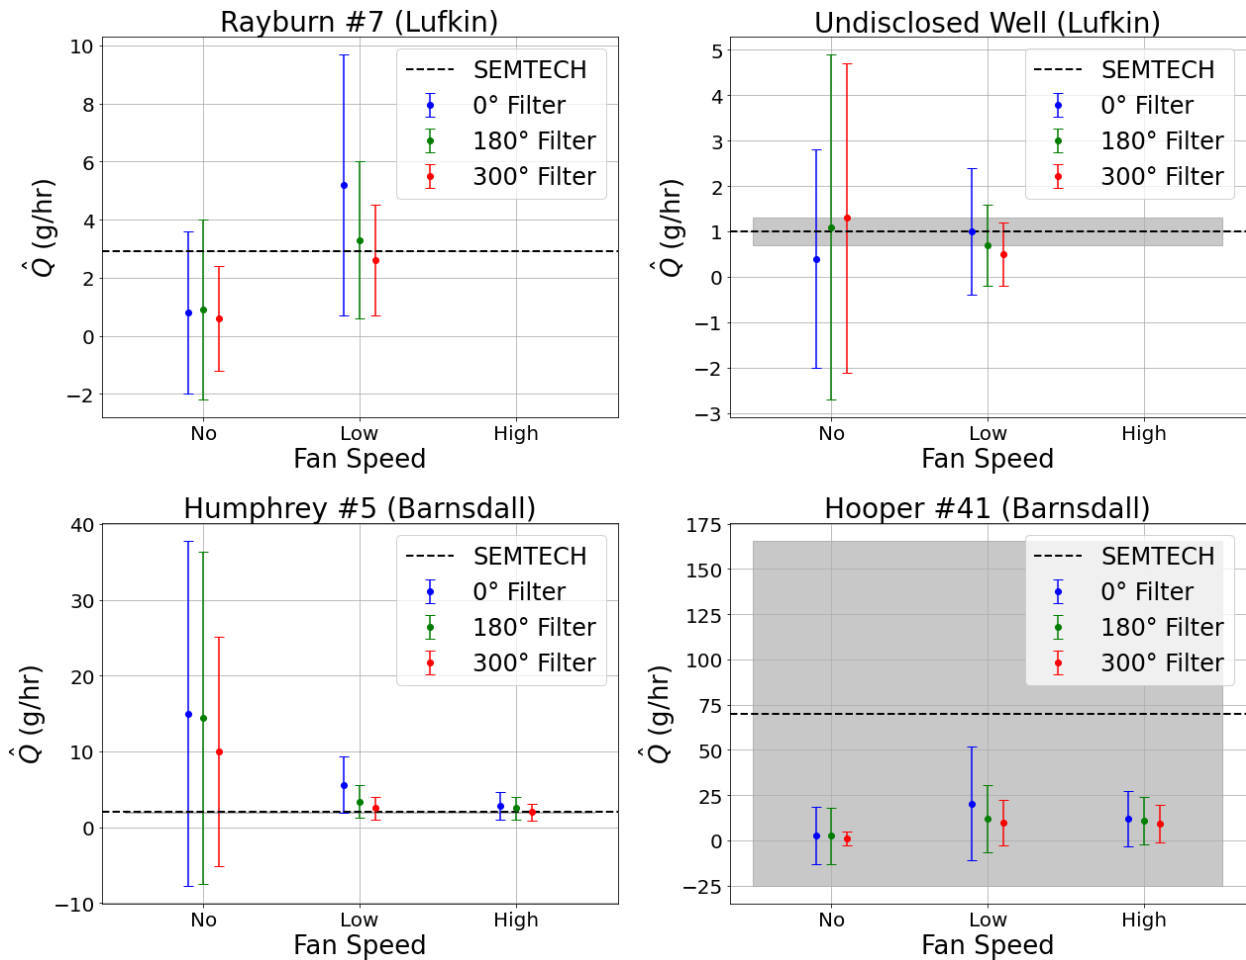 Rayburn #7 (Lufkin)
10
8
6
4
2
0
−2
Q̂ (g/hr)
SEMTECH
0° Filter
180° Filter
300° Filter
No
Low
High
Fan Speed
Undisclosed Well (Lufkin)
5
4
3
2
1
0
−1
−2
−3
Q̂ (g/hr)
SEMTECH
0° Filter
180° Filter
300° Filter
No
Low
High
Fan Speed
Humphrey #5 (Barnsdall)
40
30
20
10
0
−10
Q̂ (g/hr)
SEMTECH
0° Filter
180° Filter
300° Filter
No
Low
High
Fan Speed
Hooper #41 (Barnsdall)
175
150
125
100
75
50
25
0
−25
Q̂ (g/hr)
SEMTECH
0° Filter
180° Filter
300° Filter
No
Low
High
Fan Speed